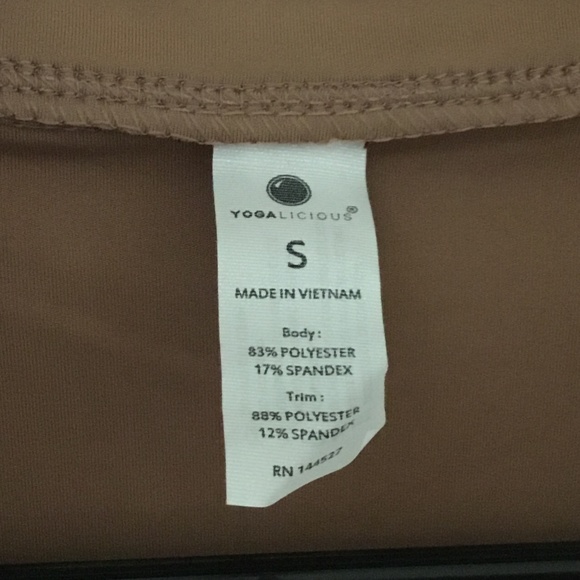 YOGALICIOUS®
S
MADE IN VIETNAM
Body:
83% POLYESTER
17% SPANDEX
Trim:
88% POLYESTER
12% SPANDEX
RN 144527